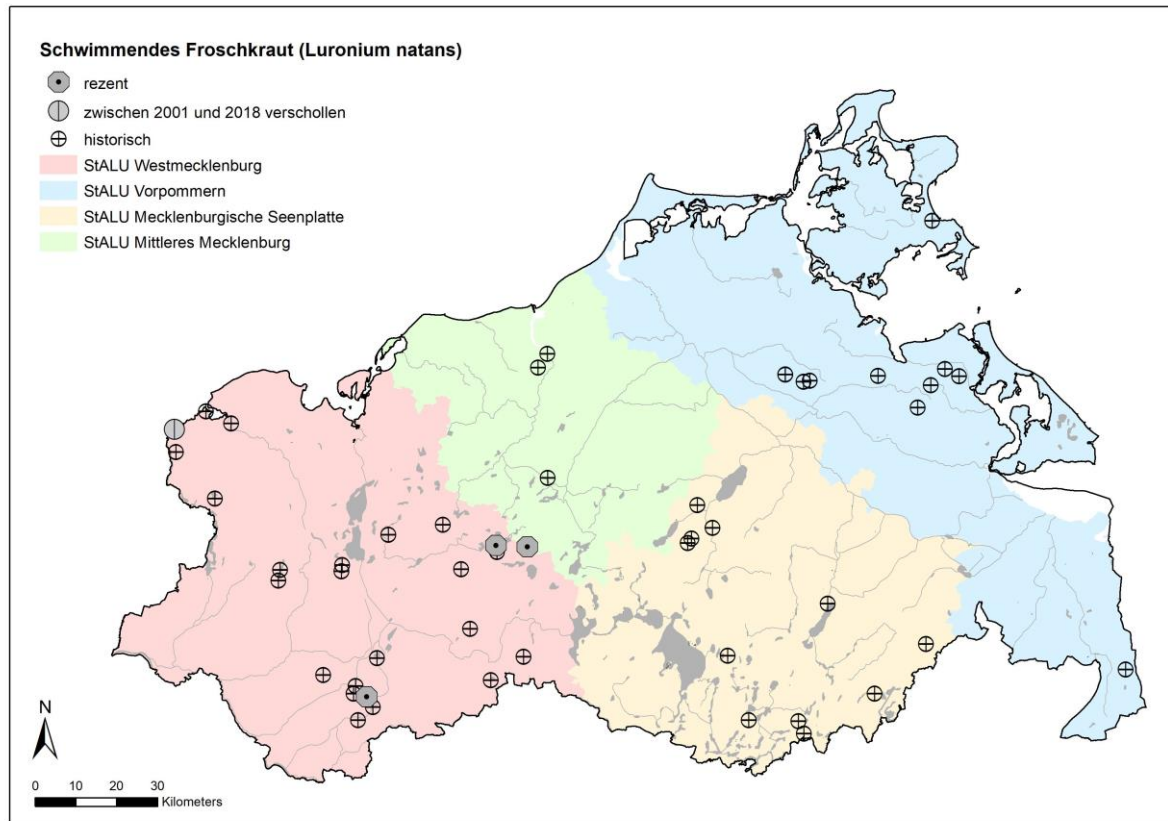 Schwimmendes Froschkraut (Luronium natans)
rezent
zwischen 2001 und 2018 verschollen
historisch
StALU Westmecklenburg
StALU Vorpommern
StALU Mecklenburgische Seenplatte
StALU Mittleres Mecklenburg
N
0 10 20 30
Kilometers